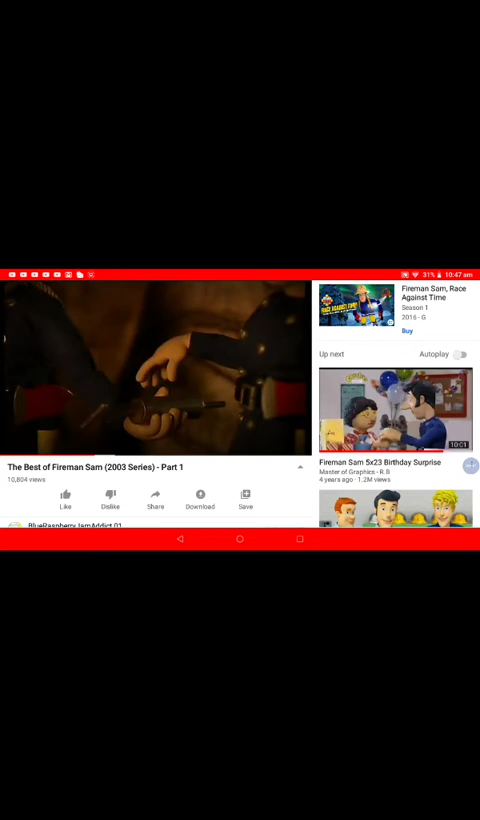 31% 10:47 am
Fireman Sam, Race
Against Time
Season 1
2016 · G
Buy
Up next
Autoplay
10:01
The Best of Fireman Sam (2003 Series) - Part 1
10,804 views
Like
Dislike
Share
Download
Save
Fireman Sam 5x23 Birthday Surprise
Master of Graphics - R.B
4 years ago · 1.2M views
BlueRaspberryJamAddict 01